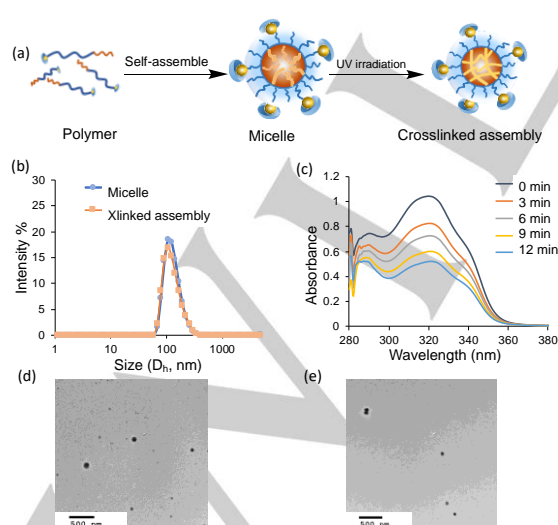 (a)
Self-assemble
UV irradiation
Polymer
Micelle
Crosslinked assembly
(b)
Intensity %
30
25
20
15
10
5
0
1
10
100
1000
Size (Dh, nm)
Micelle
Xlinked assembly
(c)
Absorbance
1.2
1
0.8
0.6
0.4
0.2
0
280
300
320
340
360
380
Wavelength (nm)
0 min
3 min
6 min
9 min
12 min
(d)
500 nm
(e)
500 nm